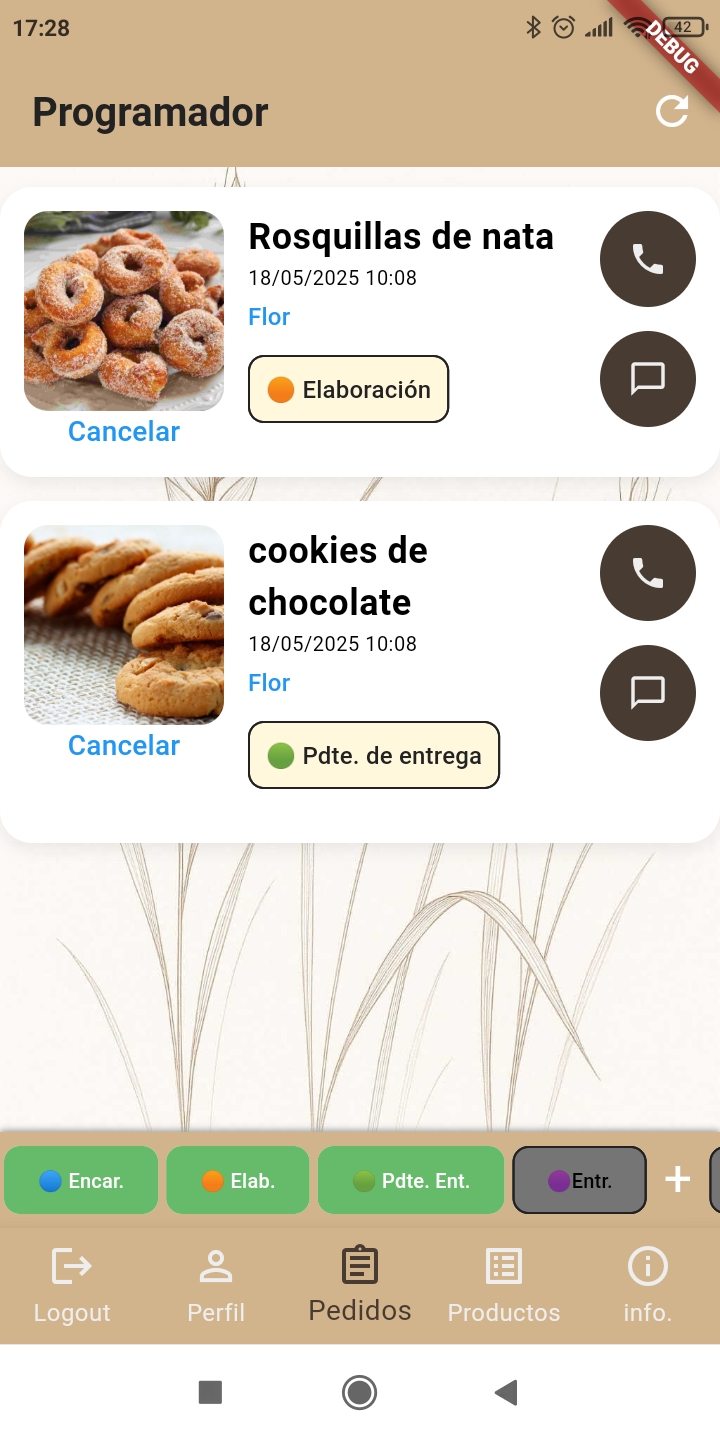 17:28
42
DEBUG
Programador
Rosquillas de nata
18/05/2025 10:08
Flor
Elaboración
Cancelar
cookies de
chocolate
18/05/2025 10:08
Flor
Pdte. de entrega
Cancelar
Encar.
Elab.
Pdte. Ent.
Entr.
+
Logout
Perfil
Pedidos
Productos
info.